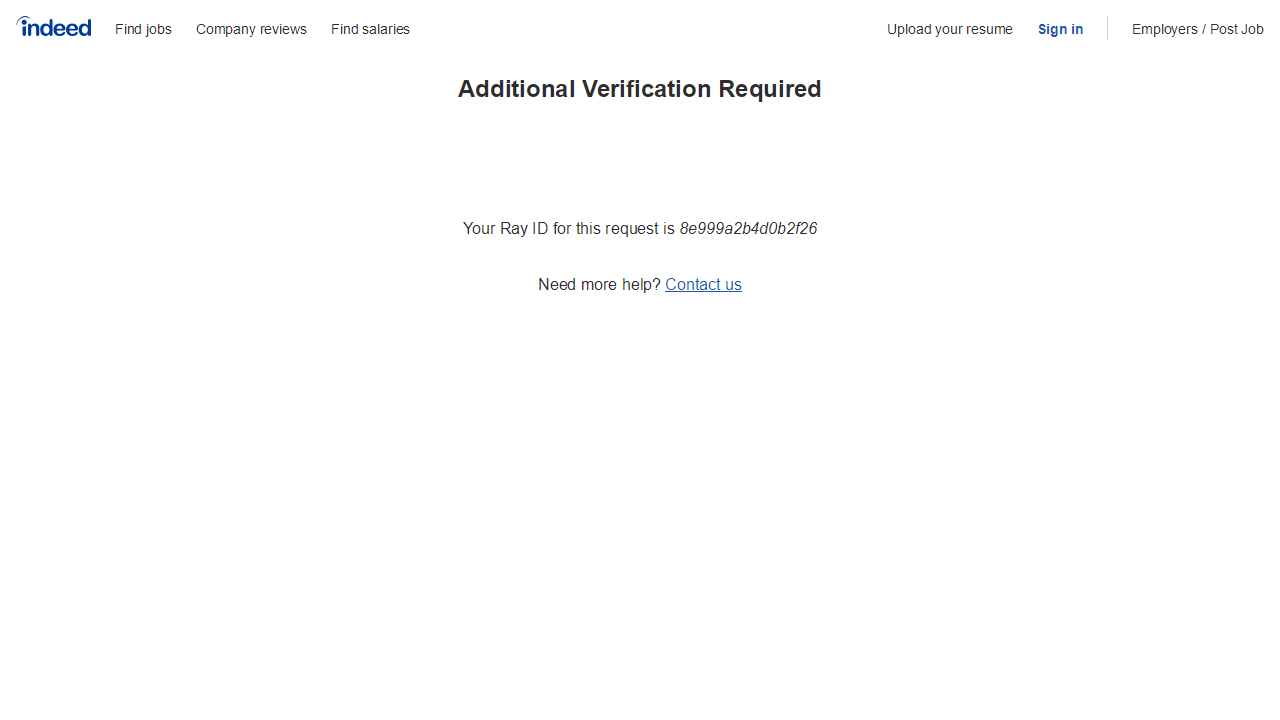 indeed Find jobs Company reviews Find salaries Upload your resume Sign in Employers / Post Job
Additional Verification Required
Your Ray ID for this request is 8e999a2b4d0b2f26
Need more help? Contact us